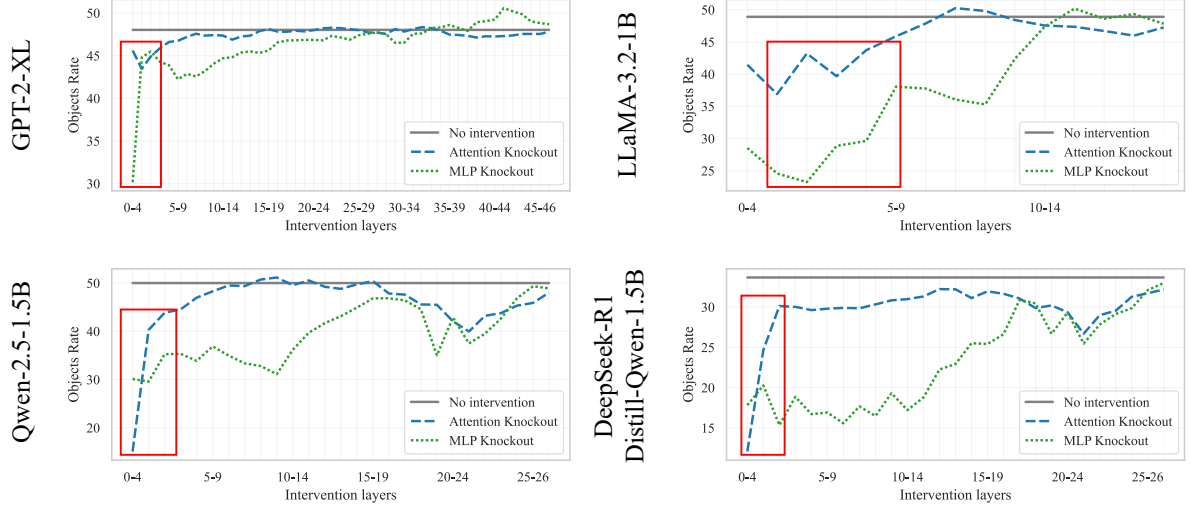 GPT-2-XL
Objects Rate
50
45
40
35
30
No intervention
Attention Knockout
MLP Knockout
0-4 5-9 10-14 15-19 20-24 25-29 30-34 35-39 40-44 45-46
Intervention layers
LLaMA-3.2-1B
Objects Rate
50
45
40
35
30
25
No intervention
Attention Knockout
MLP Knockout
0-4 5-9 10-14
Intervention layers
Qwen-2.5-1.5B
Objects Rate
50
40
30
20
No intervention
Attention Knockout
MLP Knockout
0-4 5-9 10-14 15-19 20-24 25-26
Intervention layers
DeepSeek-R1
Distill-Qwen-1.5B
Objects Rate
30
25
20
15
No intervention
Attention Knockout
MLP Knockout
0-4 5-9 10-14 15-19 20-24 25-26
Intervention layers